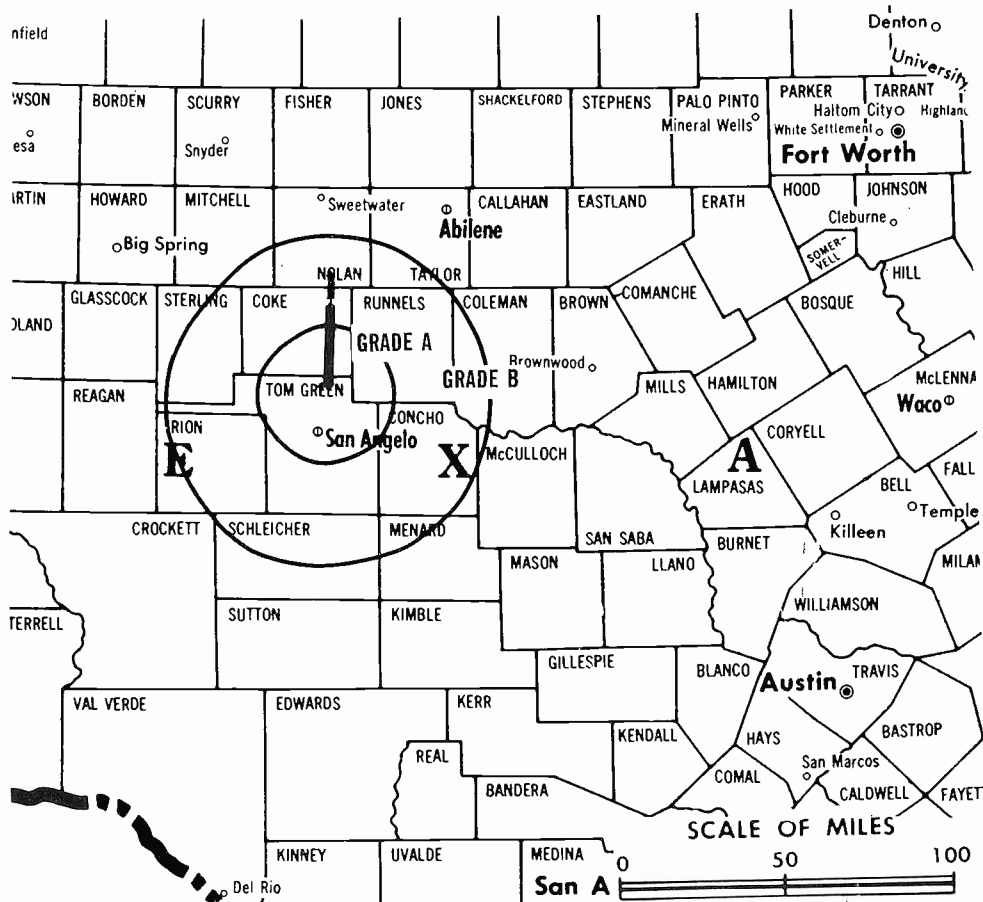 Denton
nfield
University
WSON
BORDEN
SCURRY
FISHER
JONES
SHACKELFORD
STEPHENS
PALO PINTO
PARKER
TARRANT
Haltom City
Highlanc
Mineral Wells
White Settlement
esa
Snyder
Fort Worth
RTIN
HOWARD
MITCHELL
Sweetwater
Abilene
CALLAHAN
EASTLAND
ERATH
HOOD
JOHNSON
Cleburne
Big Spring
SOMER-
VELL
NOLAN
TAYLOR
HILL
GLASSCOCK
STERLING
COKE
RUNNELS
COLEMAN
BROWN
COMANCHE
BOSQUE
DLAND
GRADE A
Brownwood
GRADE B
REAGAN
TOM GREEN
MILLS
HAMILTON
McLENNA
Waco
IRION
San Angelo
CONCHO
CORYELL
E
X
McCULLOCH
A
LAMPASAS
BELL
FALL
Temple
CROCKETT
SCHLEICHER
MENARD
SAN SABA
BURNET
Killeen
MASON
LLANO
MILAN
TERRELL
SUTTON
KIMBLE
WILLIAMSON
GILLESPIE
BLANCO
TRAVIS
Austin
VAL VERDE
EDWARDS
KERR
KENDALL
HAYS
BASTROP
REAL
San Marcos
COMAL
BANDERA
CALDWELL
FAYET
SCALE OF MILES
KINNEY
UVALDE
MEDINA
0
50
100
Del Rio
San A